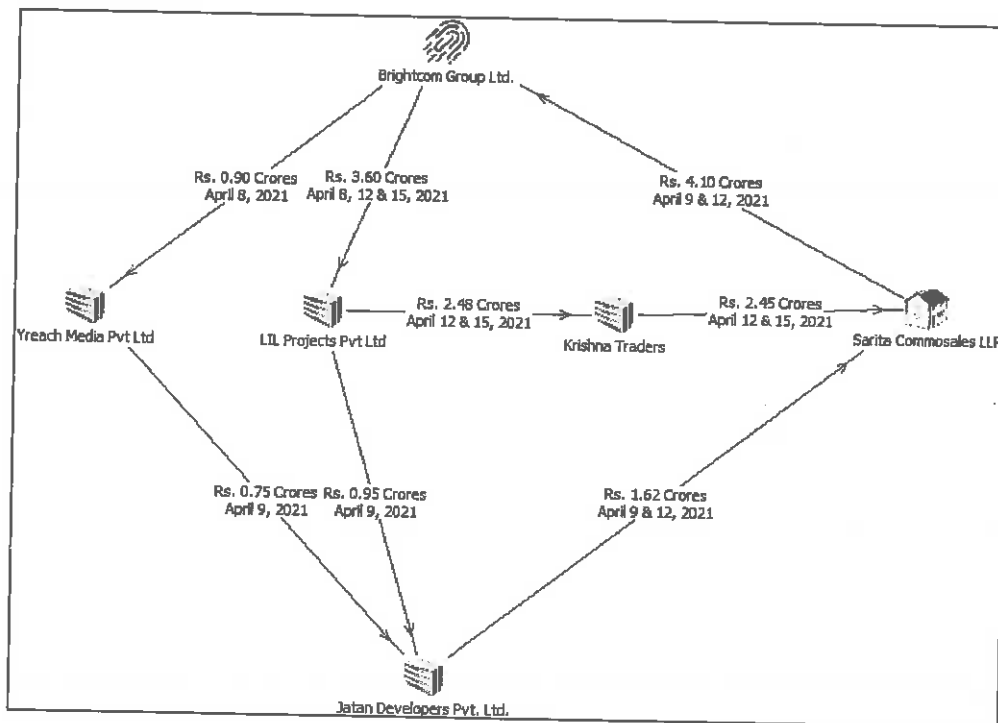 Brightcom Group Ltd.
Rs. 0.90 Crores
April 8, 2021
Rs. 3.60 Crores
April 8, 12 & 15, 2021
Rs. 4.10 Crores
April 9 & 12, 2021
Yreach Media Pvt Ltd
LIL Projects Pvt Ltd
Rs. 2.48 Crores
April 12 & 15, 2021
Krishna Traders
Rs. 2.45 Crores
April 12 & 15, 2021
Sarita Commosales LLP
Rs. 0.75 Crores
April 9, 2021
Rs. 0.95 Crores
April 9, 2021
Rs. 1.62 Crores
April 9 & 12, 2021
Jatan Developers Pvt. Ltd.